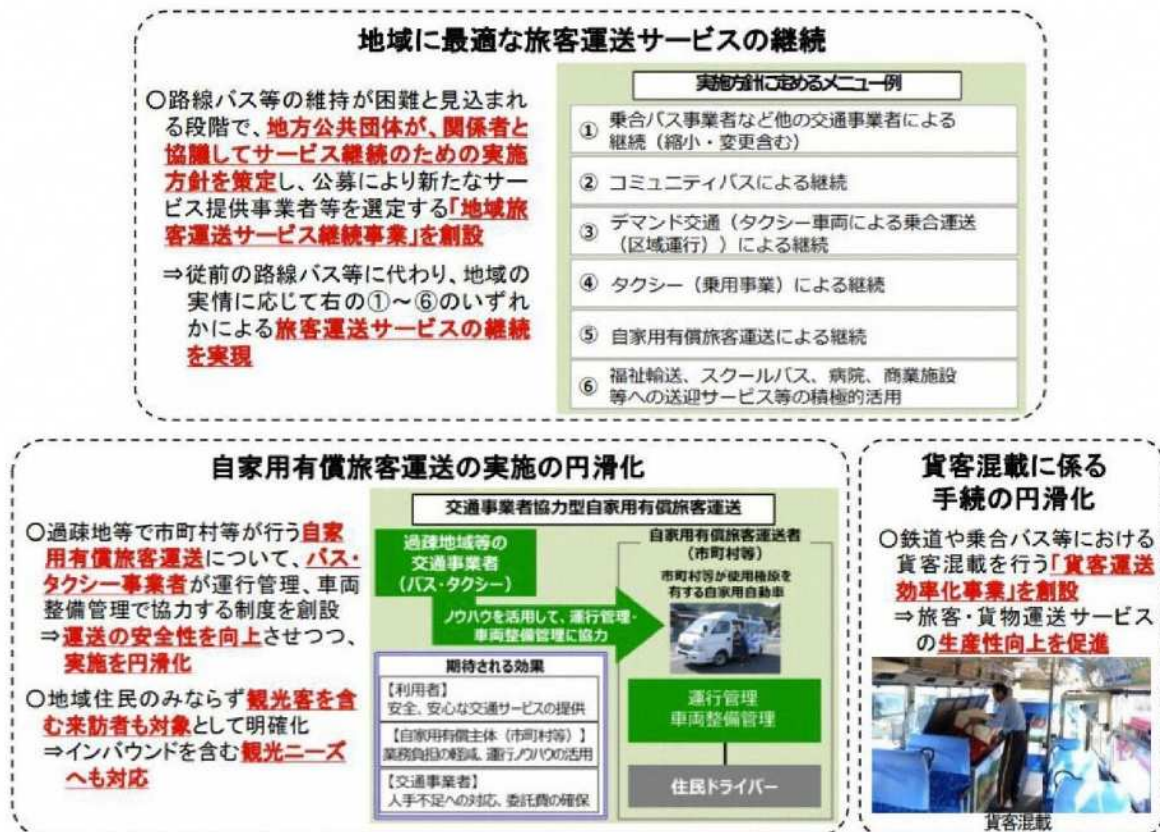 地域に最適な旅客運送サービスの継続
○路線バス等の維持が困難と見込まれ
る段階で、地方公共団体が、関係者と
協議してサービス継続のための実施
方針を策定し、公募により新たなサー
ビス提供事業者等を選定する「地域旅
客運送サービス継続事業」を創設
⇒従前の路線バス等に代わり、地域の
実情に応じて右の①～⑥のいずれ
かによる旅客運送サービスの継続
を実現
実施方針に定めるメニュー例
① 乗合バス事業者など他の交通事業者による
継続（縮小・変更含む）
② コミュニティバスによる継続
③ デマンド交通（タクシー車両による乗合運送
（区域運行））による継続
④ タクシー（乗用事業）による継続
⑤ 自家用有償旅客運送による継続
⑥ 福祉輸送、スクールバス、病院、商業施設
等への送迎サービス等の積極的活用
自家用有償旅客運送の実施の円滑化
○過疎地等で市町村等が行う自家
用有償旅客運送について、バス・
タクシー事業者が運行管理、車両
整備管理で協力する制度を創設
⇒運送の安全性を向上させつつ、
実施を円滑化
○地域住民のみならず観光客を含
む来訪者も対象として明確化
⇒インバウンドを含む観光ニーズ
へも対応
交通事業者協力型自家用有償旅客運送
過疎地域等の
交通事業者
（バス・タクシー）
ノウハウを活用して、運行管理・
車両整備管理に協力
自家用有償旅客運送者
（市町村等）
市町村等が使用権原を
有する自家用自動車
運行管理
車両整備管理
住民ドライバー
期待される効果
【利用者】
安全、安心な交通サービスの提供
【自家用有償主体（市町村等）】
業務負担の軽減、運行ノウハウの活用
【交通事業者】
人手不足への対応、委託費の確保
貨客混載に係る
手続の円滑化
○鉄道や乗合バス等における
貨客混載を行う「貨客運送
効率化事業」を創設
⇒旅客・貨物運送サービス
の生産性向上を促進
貨客混載